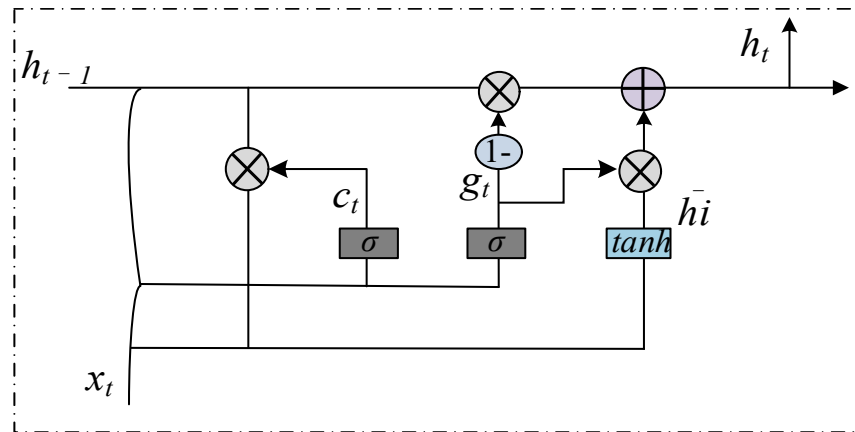 h_t
h_{t-1}
1-
c_t
g_t
h̄i
σ
σ
tanh
x_t